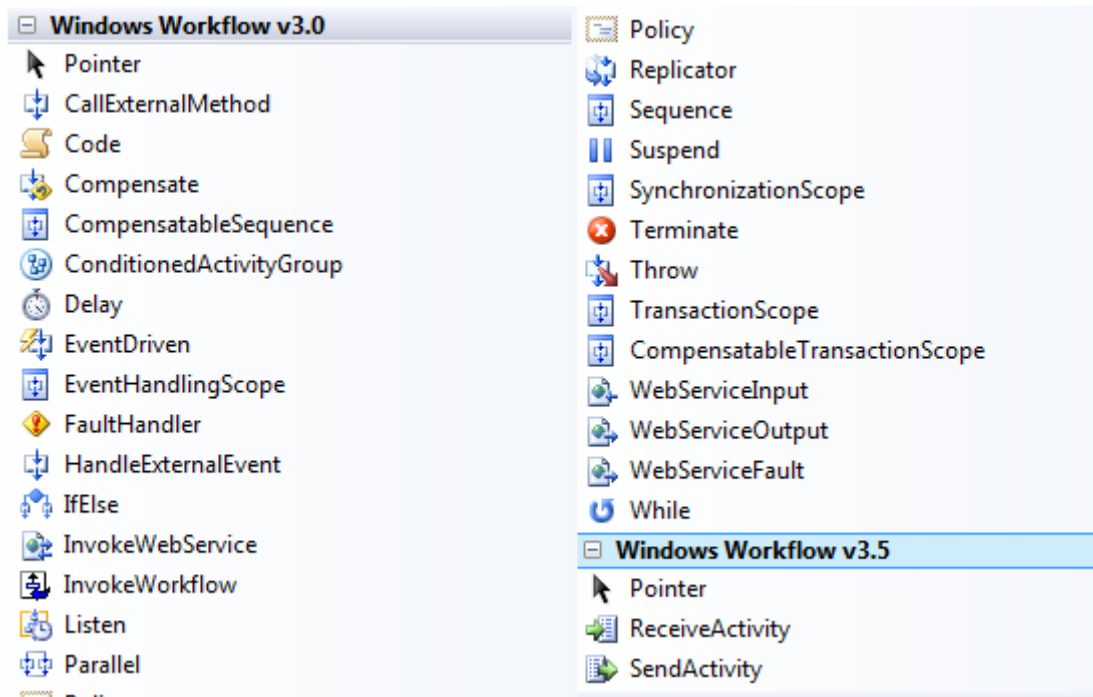 Windows Workflow v3.0
Pointer
CallExternalMethod
Code
Compensate
CompensatableSequence
ConditionedActivityGroup
Delay
EventDriven
EventHandlingScope
FaultHandler
HandleExternalEvent
IfElse
InvokeWebService
InvokeWorkflow
Listen
Parallel
Policy
Replicator
Sequence
Suspend
SynchronizationScope
Terminate
Throw
TransactionScope
CompensatableTransactionScope
WebServiceInput
WebServiceOutput
WebServiceFault
While
Windows Workflow v3.5
Pointer
ReceiveActivity
SendActivity